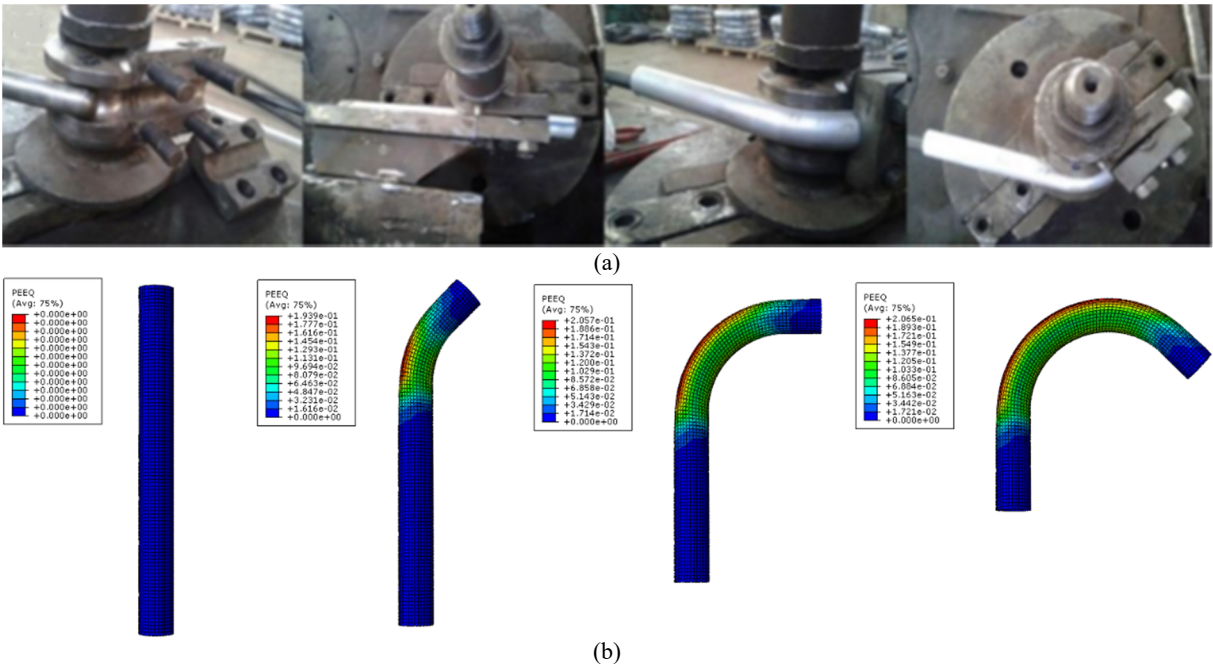 (a)
PEEQ
(Avg: 75%)
+0.000e+00
+0.000e+00
+0.000e+00
+0.000e+00
+0.000e+00
+0.000e+00
+0.000e+00
+0.000e+00
+0.000e+00
+0.000e+00
+0.000e+00
+0.000e+00
+0.000e+00
PEEQ
(Avg: 75%)
+1.939e-01
+1.777e-01
+1.616e-01
+1.454e-01
+1.293e-01
+1.131e-01
+9.694e-02
+8.079e-02
+6.463e-02
+4.847e-02
+3.231e-02
+1.616e-02
+0.000e+00
PEEQ
(Avg: 75%)
+2.057e-01
+1.886e-01
+1.714e-01
+1.543e-01
+1.372e-01
+1.200e-01
+1.029e-01
+8.572e-02
+6.858e-02
+5.143e-02
+3.429e-02
+1.714e-02
+0.000e+00
PEEQ
(Avg: 75%)
+2.065e-01
+1.893e-01
+1.721e-01
+1.549e-01
+1.377e-01
+1.205e-01
+1.033e-01
+8.605e-02
+6.884e-02
+5.163e-02
+3.442e-02
+1.721e-02
+0.000e+00
(b)